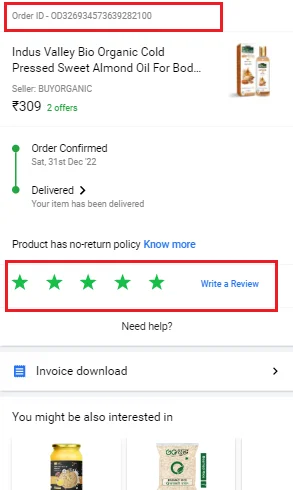 Order ID - OD326934573639282100
Indus Valley Bio Organic Cold
Pressed Sweet Almond Oil For Bod...
Seller: BUYORGANIC
₹309 2 offers
Order Confirmed
Sat, 31st Dec '22
Delivered
Your item has been delivered
Product has no-return policy Know more
Write a Review
Need help?
Invoice download
You might be also interested in